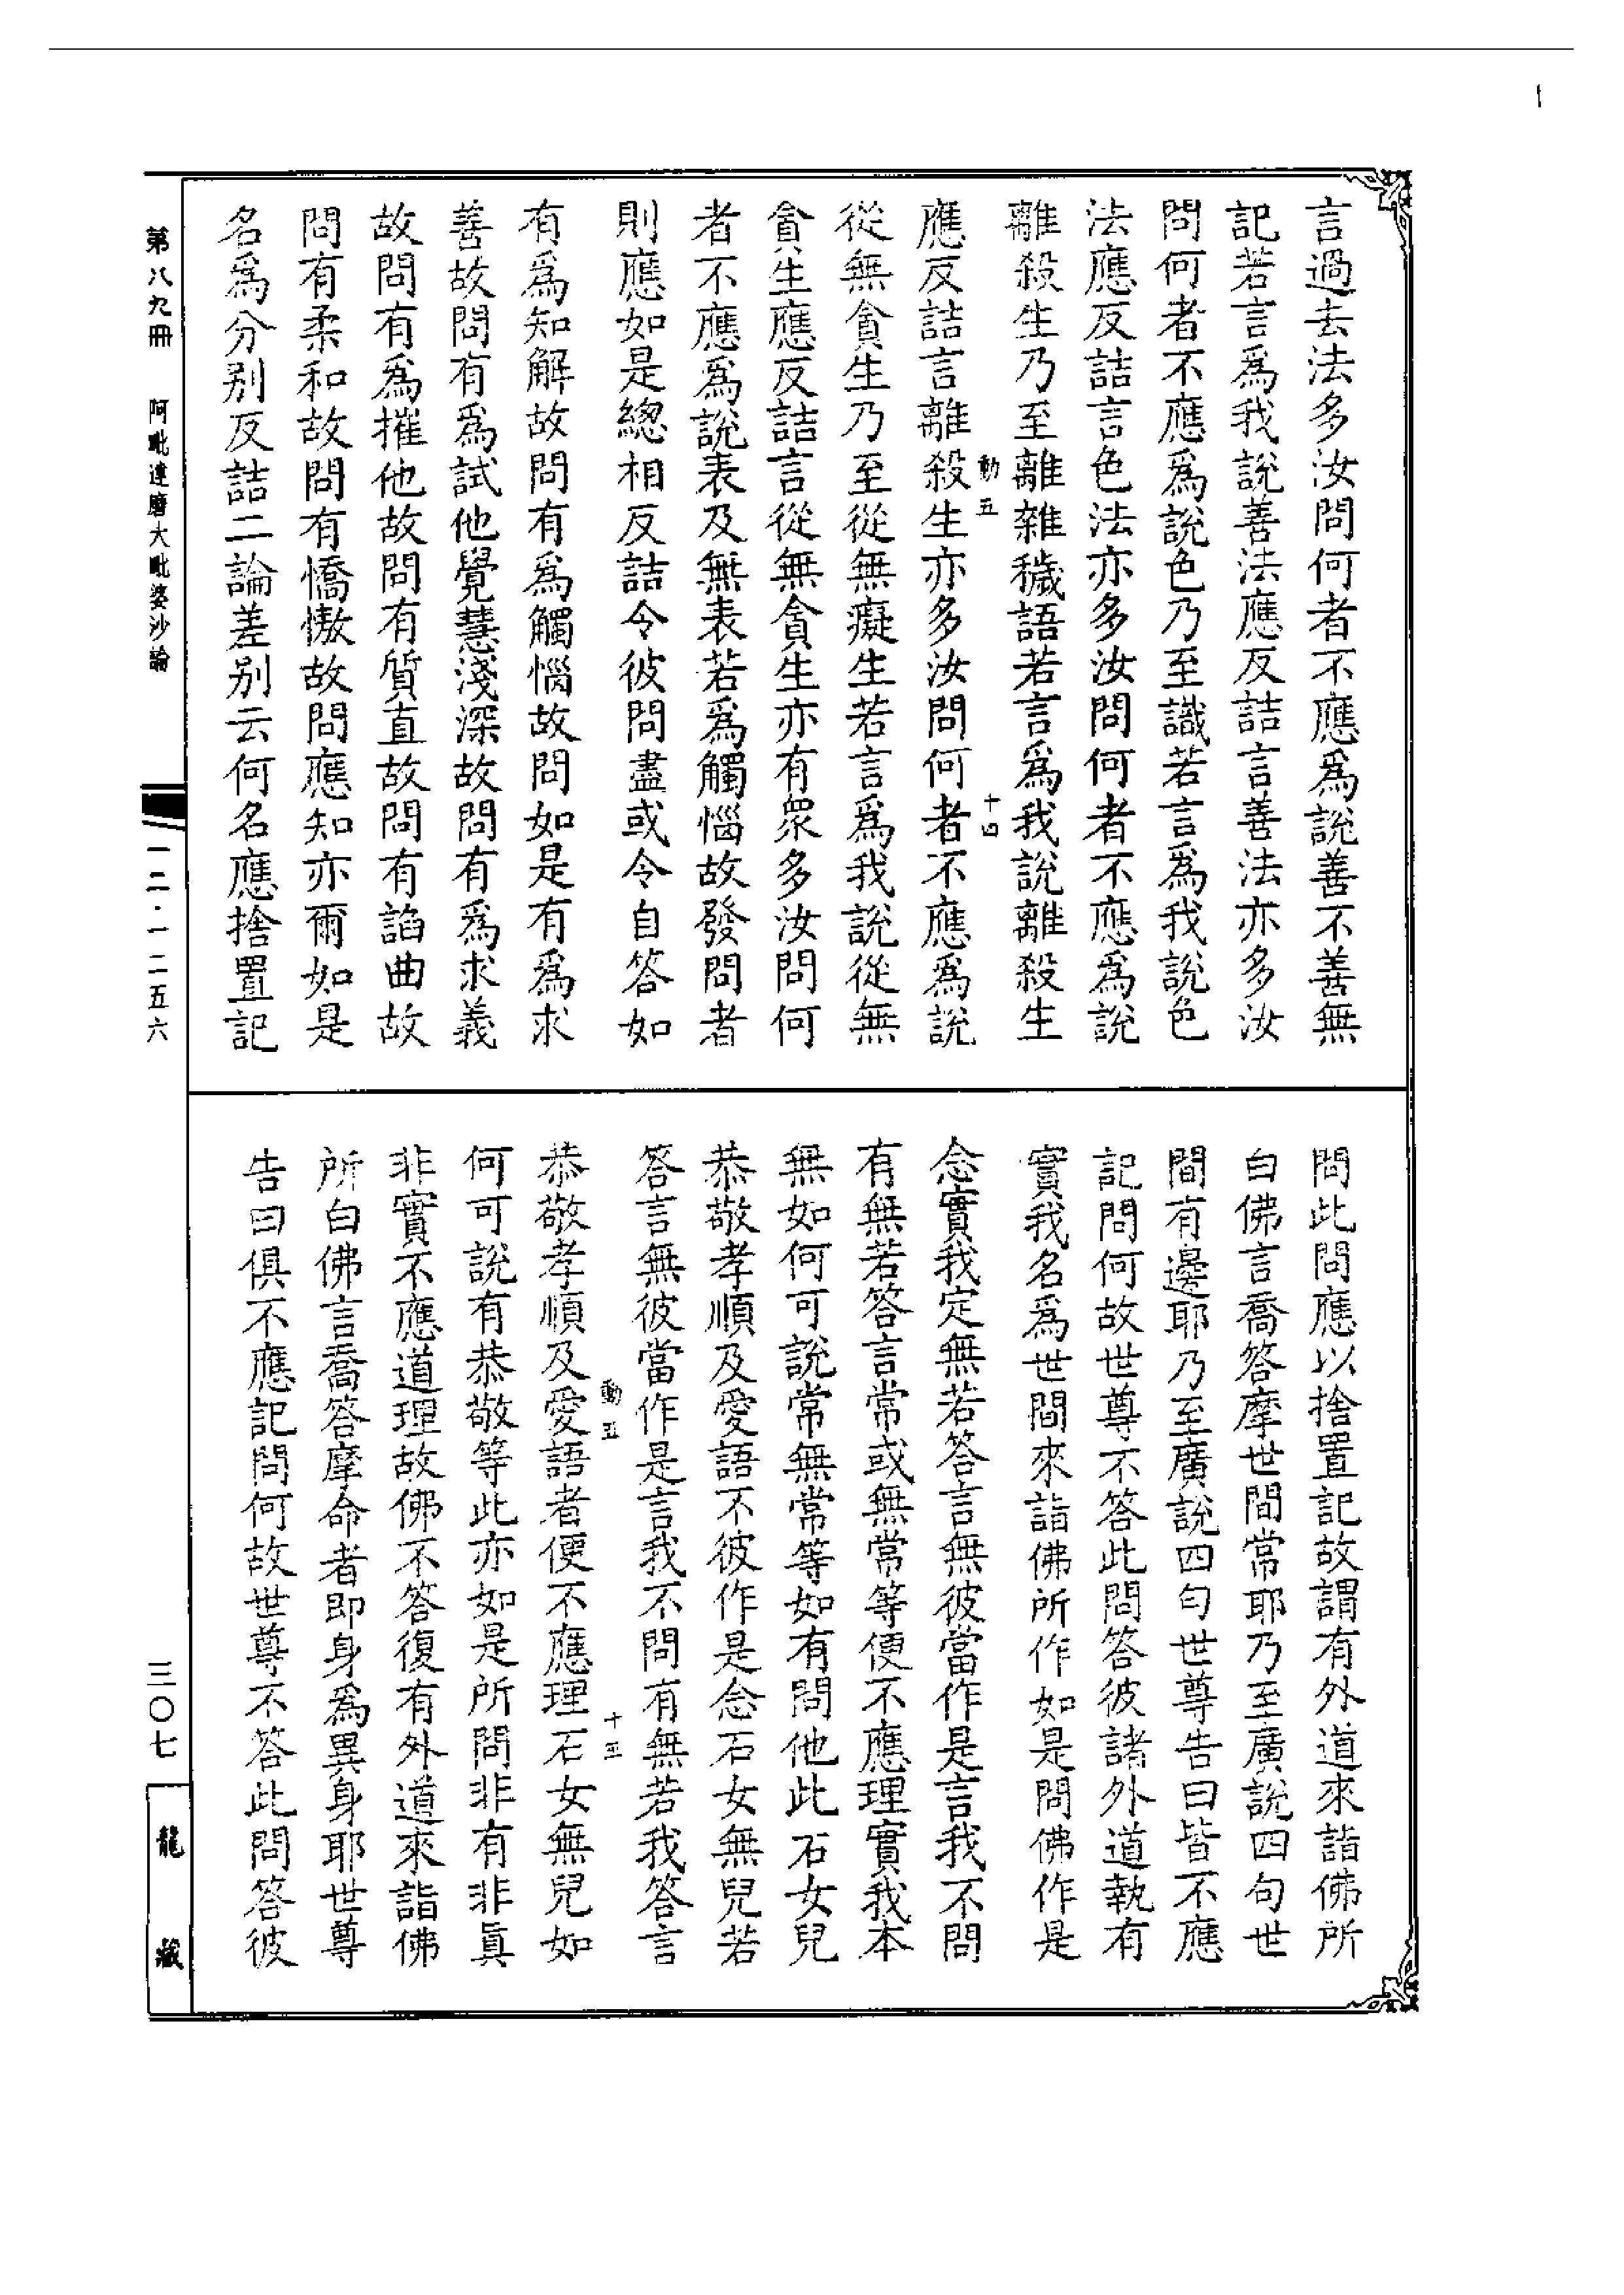 言過去法多汝問何者不應爲說善不善無
記若言爲我說善法應反詰言善法亦多汝
問何者不應爲說色乃至識若言爲我說色
法應反詰言色法亦多汝問何者不應爲說
離殺生乃至離雜穢語若言爲我說離殺生
動五
十四
應反詰言離殺生亦多汝問何者不應爲說
從無貪生乃至從無癡生若言爲我說從無
貪生應反詰言從無貪生亦有衆多汝問何
者不應爲說表及無表若爲觸惱故發問者
則應如是總相反詰令彼問盡或令自答如
有爲知解故問有爲觸惱故問如是有爲求
善故問有爲試他覺慧淺深故問有爲求義
故問有爲摧他故問有質直故問有諂曲故
問有柔和故問有憍慠故問應知亦爾如是
名爲分别反詰二論差别云何名應捨置記
問此問應以捨置記故謂有外道來詣佛所
白佛言喬答摩世間常耶乃至廣說四句世
間有邊耶乃至廣說四句世尊告曰皆不應
記問何故世尊不答此問答彼諸外道執有
實我名爲世間來詣佛所作如是問佛作是
念實我定無若答言無彼當作是言我不問
有無若答言常或無常等便不應理實我本
無如何可說常無常等如有問他此石女兒
恭敬孝順及愛語不彼作是念石女無兒若
答言無彼當作是言我不問有無若我答言
動五
十五
恭敬孝順及愛語者便不應理石女無兒如
何可說有恭敬等此亦如是所問非有非眞
非實不應道理故佛不答復有外道來詣佛
所白佛言喬答摩命者即身爲異身耶世尊
告曰俱不應記問何故世尊不答此問答彼
第八九冊
阿毗達磨大毗婆沙論
一二·一二五六
三〇七
龍藏